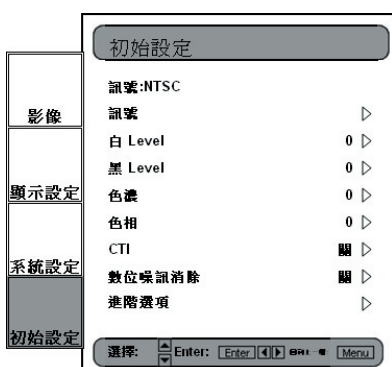 初始設定
影像
顯示設定
系統設定
初始設定
訊號:NTSC
訊號
白 Level 0
黑 Level 0
色濃 0
色相 0
CTI 關
數位噪訊消除 關
進階選項
選擇: Enter: Enter Menu